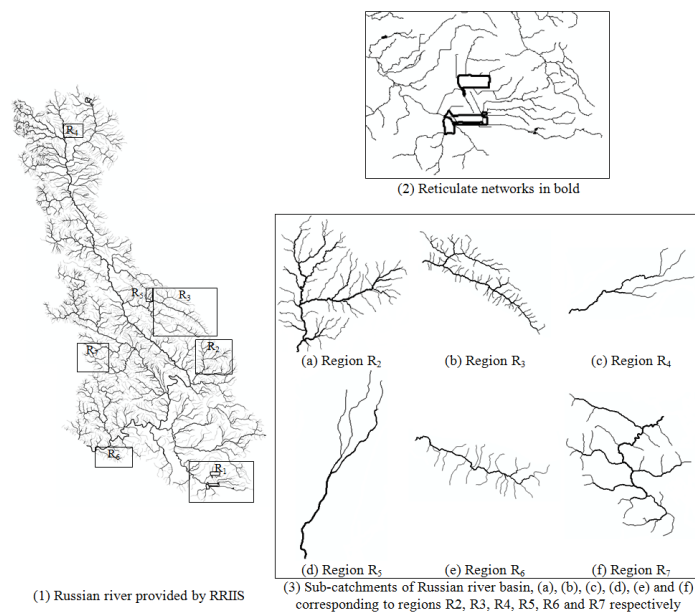 R4
R5
R3
R2
R7
R6
R1
(1) Russian river provided by RRIIS
(2) Reticulate networks in bold
(a) Region R2
(b) Region R3
(c) Region R4
(d) Region R5
(e) Region R6
(f) Region R7
(3) Sub-catchments of Russian river basin, (a), (b), (c), (d), (e) and (f)
corresponding to regions R2, R3, R4, R5, R6 and R7 respectively